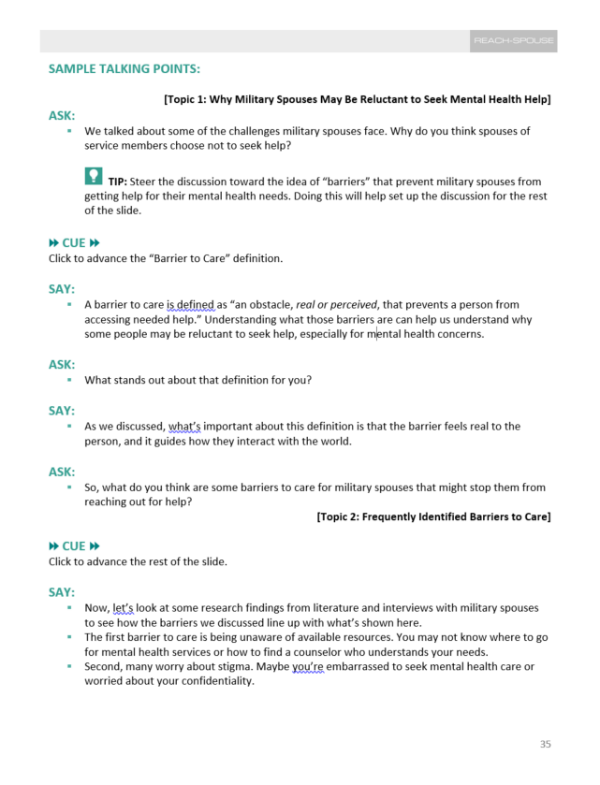 REACH-SPOUSE
SAMPLE TALKING POINTS:
[Topic 1: Why Military Spouses May Be Reluctant to Seek Mental Health Help]
ASK:
▪ We talked about some of the challenges military spouses face. Why do you think spouses of
service members choose not to seek help?
TIP: Steer the discussion toward the idea of “barriers” that prevent military spouses from
getting help for their mental health needs. Doing this will help set up the discussion for the rest
of the slide.
CUE
Click to advance the “Barrier to Care” definition.
SAY:
▪ A barrier to care is defined as “an obstacle, real or perceived, that prevents a person from
accessing needed help.” Understanding what those barriers are can help us understand why
some people may be reluctant to seek help, especially for mental health concerns.
ASK:
▪ What stands out about that definition for you?
SAY:
▪ As we discussed, what’s important about this definition is that the barrier feels real to the
person, and it guides how they interact with the world.
ASK:
▪ So, what do you think are some barriers to care for military spouses that might stop them from
reaching out for help?
[Topic 2: Frequently Identified Barriers to Care]
CUE
Click to advance the rest of the slide.
SAY:
▪ Now, let’s look at some research findings from literature and interviews with military spouses
to see how the barriers we discussed line up with what’s shown here.
▪ The first barrier to care is being unaware of available resources. You may not know where to go
for mental health services or how to find a counselor who understands your needs.
▪ Second, many worry about stigma. Maybe you’re embarrassed to seek mental health care or
worried about your confidentiality.
35